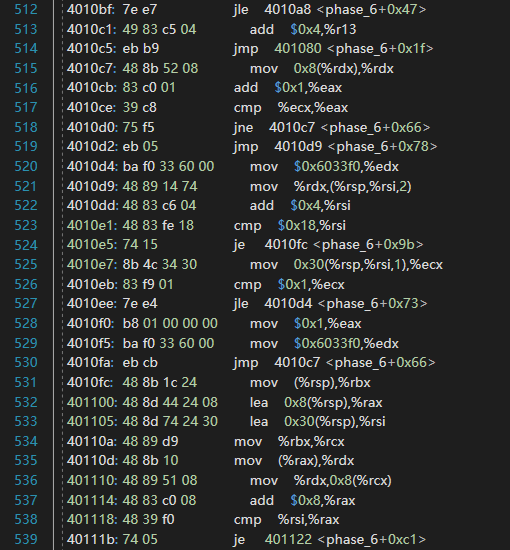 512 4010bf: 7e e7 jle 4010a8 <phase_6+0x47>
513 4010c1: 49 83 c5 04 add $0x4,%r13
514 4010c5: eb b9 jmp 401080 <phase_6+0x1f>
515 4010c7: 48 8b 52 08 mov 0x8(%rdx),%rdx
516 4010cb: 83 c0 01 add $0x1,%eax
517 4010ce: 39 c8 cmp %ecx,%eax
518 4010d0: 75 f5 jne 4010c7 <phase_6+0x66>
519 4010d2: eb 05 jmp 4010d9 <phase_6+0x78>
520 4010d4: ba f0 33 60 00 mov $0x6033f0,%edx
521 4010d9: 48 89 14 74 mov %rdx,(%rsp,%rsi,2)
522 4010dd: 48 83 c6 04 add $0x4,%rsi
523 4010e1: 48 83 fe 18 cmp $0x18,%rsi
524 4010e5: 74 15 je 4010fc <phase_6+0x9b>
525 4010e7: 8b 4c 34 30 mov 0x30(%rsp,%rsi,1),%ecx
526 4010eb: 83 f9 01 cmp $0x1,%ecx
527 4010ee: 7e e4 jle 4010d4 <phase_6+0x73>
528 4010f0: b8 01 00 00 00 mov $0x1,%eax
529 4010f5: ba f0 33 60 00 mov $0x6033f0,%edx
530 4010fa: eb cb jmp 4010c7 <phase_6+0x66>
531 4010fc: 48 8b 1c 24 mov (%rsp),%rbx
532 401100: 48 8d 44 24 08 lea 0x8(%rsp),%rax
533 401105: 48 8d 74 24 30 lea 0x30(%rsp),%rsi
534 40110a: 48 89 d9 mov %rbx,%rcx
535 40110d: 48 8b 10 mov (%rax),%rdx
536 401110: 48 89 51 08 mov %rdx,0x8(%rcx)
537 401114: 48 83 c0 08 add $0x8,%rax
538 401118: 48 39 f0 cmp %rsi,%rax
539 40111b: 74 05 je 401122 <phase_6+0xc1>